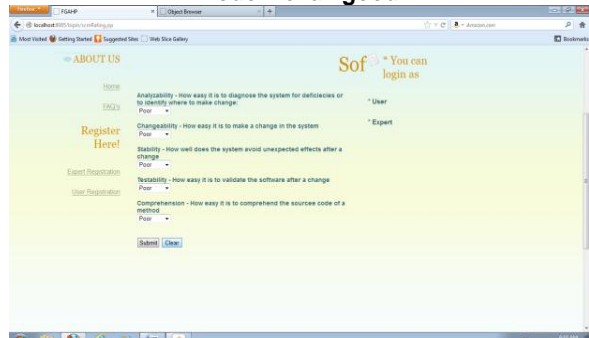 FGAHP
Object Browser
Amazon.com
Most Visited Getting Started Suggested Sites Web Slice Gallery
Bookmarks
ABOUT US
Home
FAQ's
Register
Here!
Expert Registration
User Registration
Sof
* You can
login as
* User
* Expert
Analyzability - How easy it is to diagnose the system for deficiecies or
to identify where to make change:
Poor
Changeability - How easy it is to make a change in the system
Poor
Stability - How well does the system avoid unexpected effects after a
change
Poor
Testability - How easy it is to validate the software after a change
Poor
Comprehension - How easy it is to comprehend the sourcee code of a
method
Poor
Submit Clear